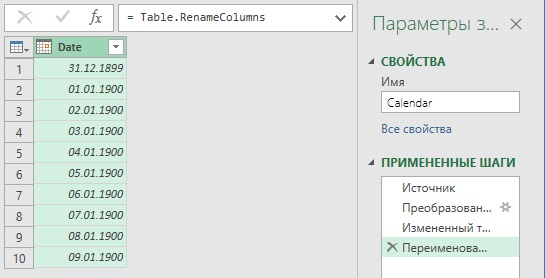 fx
= Table.RenameColumns
Date
1 31.12.1899
2 01.01.1900
3 02.01.1900
4 03.01.1900
5 04.01.1900
6 05.01.1900
7 06.01.1900
8 07.01.1900
9 08.01.1900
10 09.01.1900
Параметры з...
СВОЙСТВА
Имя
Calendar
Все свойства
ПРИМЕНЕННЫЕ ШАГИ
Источник
Преобразован...
Измененный т...
Переименова...